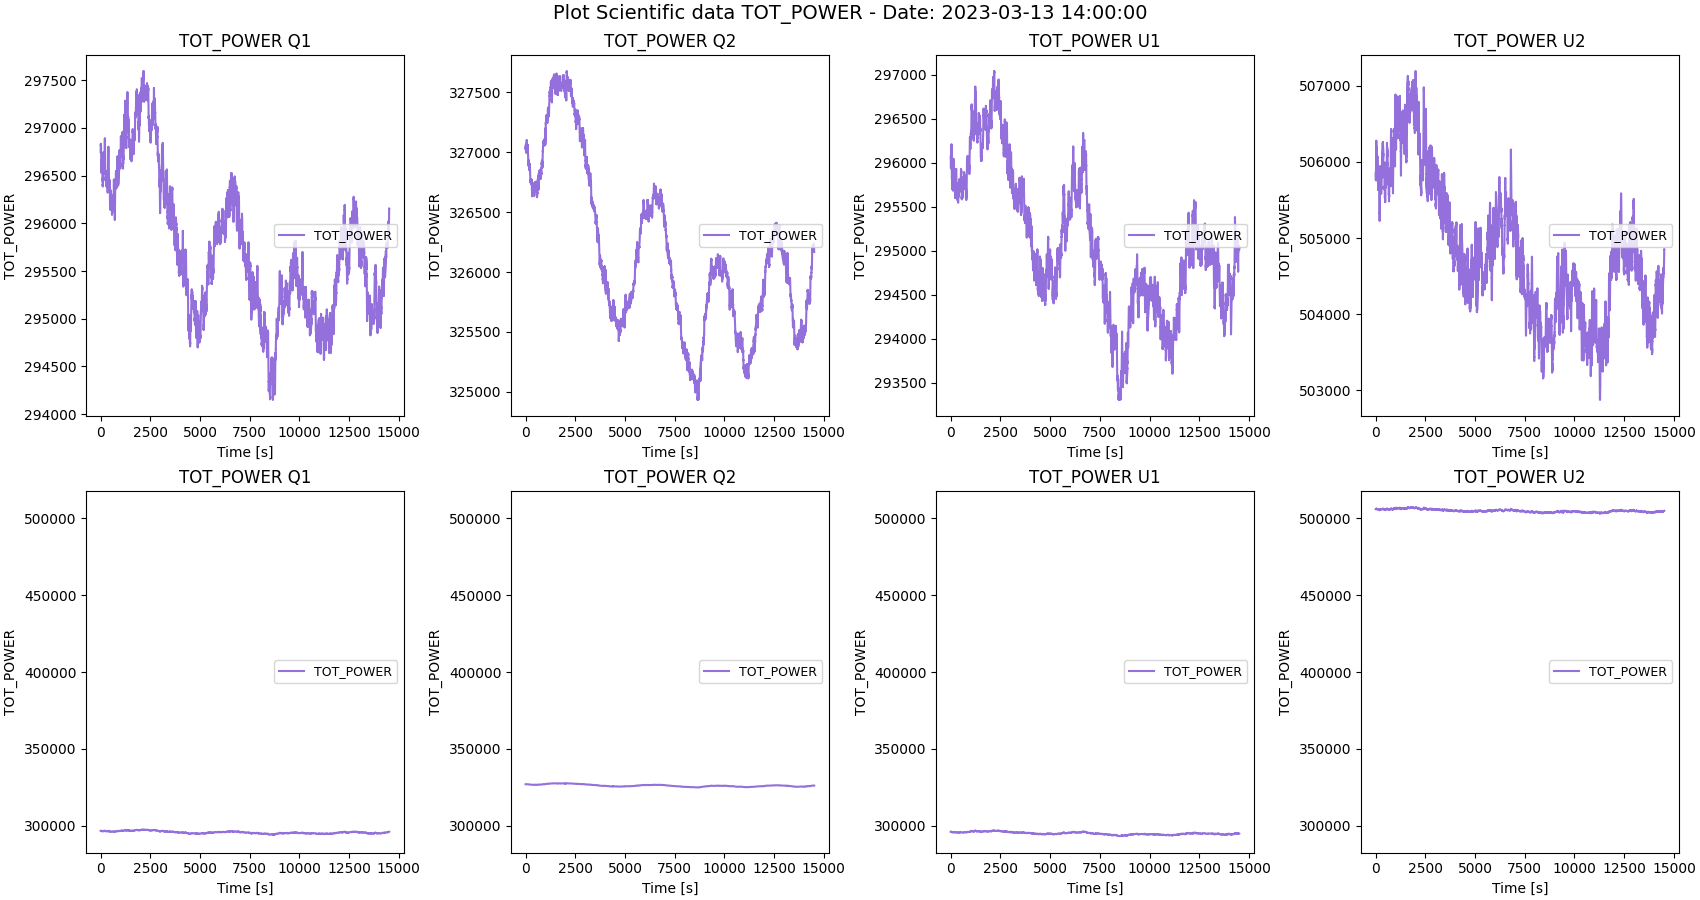 Plot Scientific data TOT_POWER - Date: 2023-03-13 14:00:00
TOT_POWER Q1
TOT_POWER
297500
297000
296500
296000
295500
295000
294500
294000
TOT_POWER
0 2500 5000 7500 10000 12500 15000
Time [s]
TOT_POWER Q2
TOT_POWER
327500
327000
326500
326000
325500
325000
TOT_POWER
0 2500 5000 7500 10000 12500 15000
Time [s]
TOT_POWER U1
TOT_POWER
297000
296500
296000
295500
295000
294500
294000
293500
TOT_POWER
0 2500 5000 7500 10000 12500 15000
Time [s]
TOT_POWER U2
TOT_POWER
507000
506000
505000
504000
503000
TOT_POWER
0 2500 5000 7500 10000 12500 15000
Time [s]
TOT_POWER Q1
TOT_POWER
500000
450000
400000
350000
300000
TOT_POWER
0 2500 5000 7500 10000 12500 15000
Time [s]
TOT_POWER Q2
TOT_POWER
500000
450000
400000
350000
300000
TOT_POWER
0 2500 5000 7500 10000 12500 15000
Time [s]
TOT_POWER U1
TOT_POWER
500000
450000
400000
350000
300000
TOT_POWER
0 2500 5000 7500 10000 12500 15000
Time [s]
TOT_POWER U2
TOT_POWER
500000
450000
400000
350000
300000
TOT_POWER
0 2500 5000 7500 10000 12500 15000
Time [s]